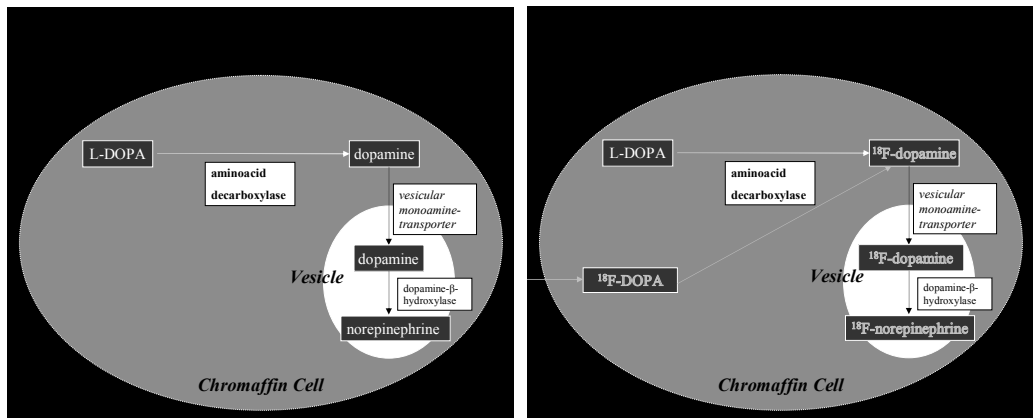 L-DOPA
dopamine
aminoacid
decarboxylase
vesicular
monoamine-
transporter
dopamine
Vesicle
dopamine-β-
hydroxylase
norepinephrine
Chromaffin Cell
L-DOPA
¹⁸F-dopamine
aminoacid
decarboxylase
vesicular
monoamine-
transporter
¹⁸F-dopamine
Vesicle
¹⁸F-DOPA
dopamine-β-
hydroxylase
¹⁸F-norepinephrine
Chromaffin Cell